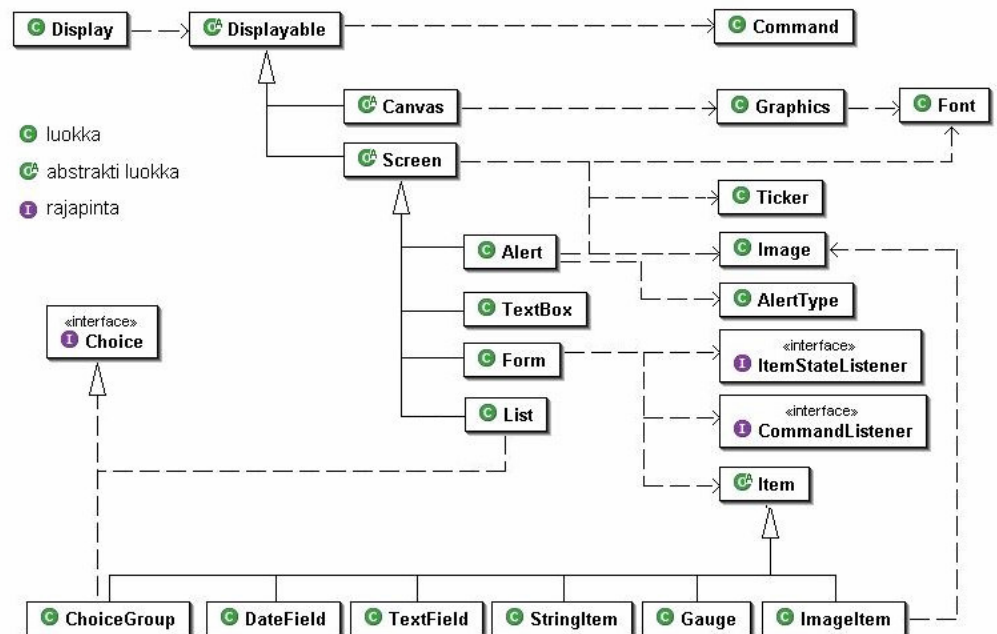 Display
Displayable
Command
Canvas
Graphics
Font
luokka
Screen
abstrakti luokka
Ticker
rajapinta
Alert
Image
TextBox
AlertType
«interface»
Choice
Form
«interface»
ItemStateListener
List
«interface»
CommandListener
Item
ChoiceGroup
DateField
TextField
StringItem
Gauge
ImageItem